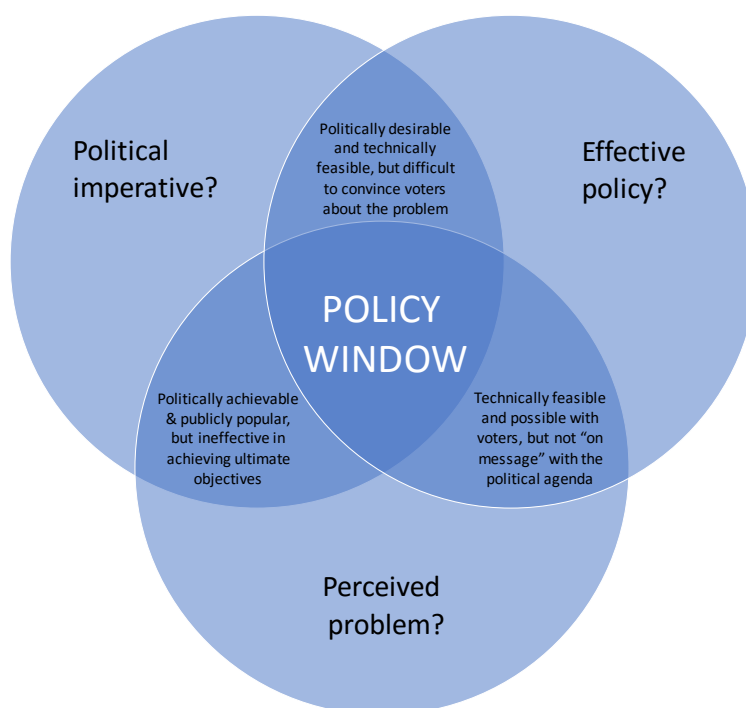 Political
imperative?
Politically desirable
and technically
feasible, but difficult
to convince voters
about the problem
Effective
policy?
POLICY
WINDOW
Politically achievable
& publicly popular,
but ineffective in
achieving ultimate
objectives
Technically feasible
and possible with
voters, but not “on
message” with the
political agenda
Perceived
problem?